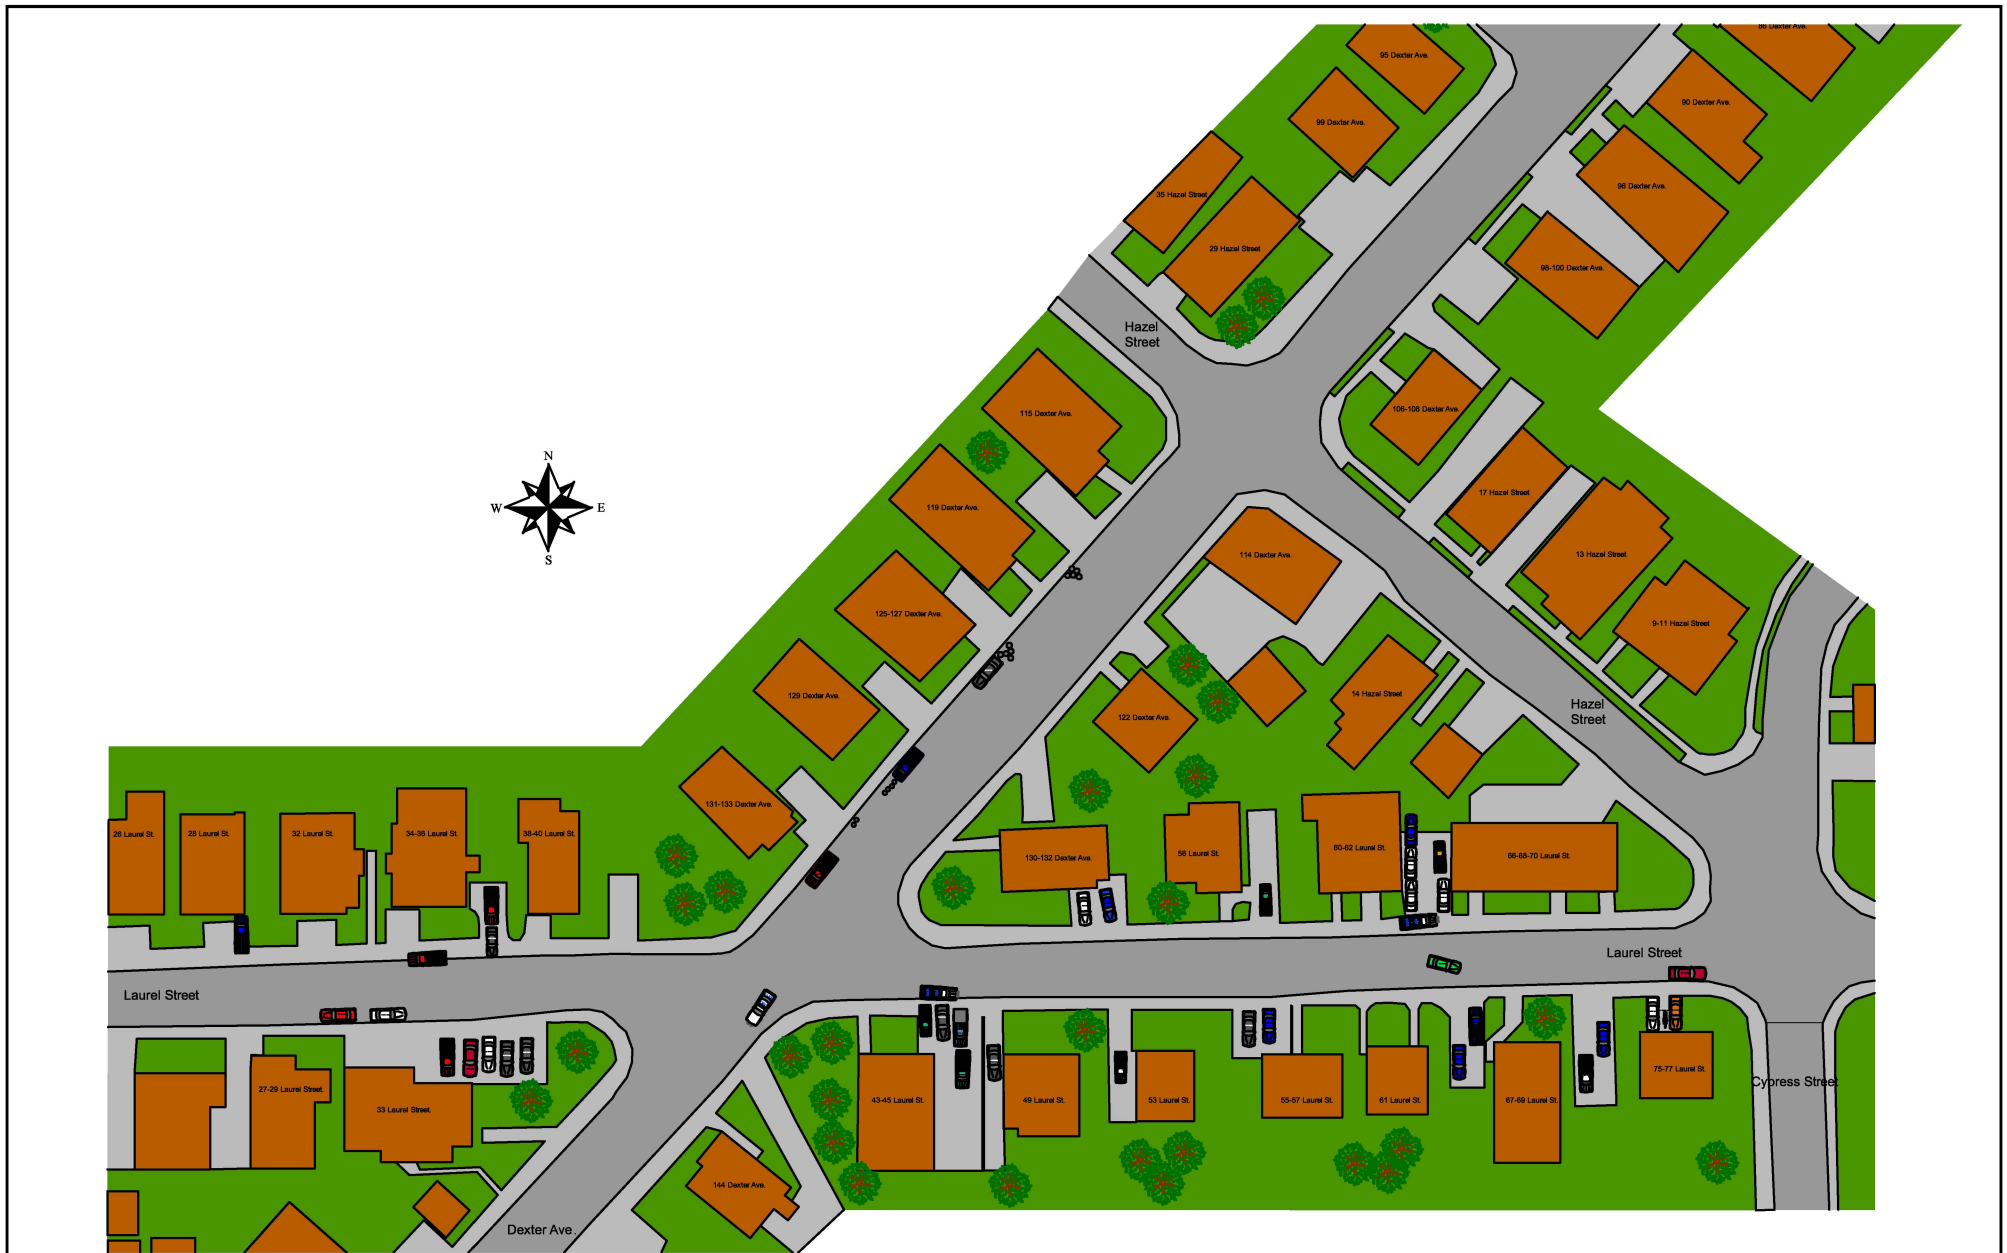 88 Dexter Ave.
95 Dexter Ave.
90 Dexter Ave.
99 Dexter Ave.
96 Dexter Ave.
35 Hazel Street
29 Hazel Street
98-100 Dexter Ave.
Hazel
Street
106-108 Dexter Ave.
115 Dexter Ave.
N
W
E
S
17 Hazel Street
119 Dexter Ave.
114 Dexter Ave.
13 Hazel Street
125-127 Dexter Ave.
9-11 Hazel Street
129 Dexter Ave.
14 Hazel Street
Hazel
Street
122 Dexter Ave.
131-133 Dexter Ave.
26 Laurel St.
28 Laurel St.
32 Laurel St.
34-36 Laurel St.
38-40 Laurel St.
130-132 Dexter Ave.
56 Laurel St.
60-62 Laurel St.
66-68-70 Laurel St.
Laurel Street
Laurel Street
27-29 Laurel Street.
33 Laurel Street.
43-45 Laurel St.
49 Laurel St.
53 Laurel St.
55-57 Laurel St.
61 Laurel St.
67-69 Laurel St.
75-77 Laurel St.
Cypress Street
144 Dexter Ave.
Dexter Ave.